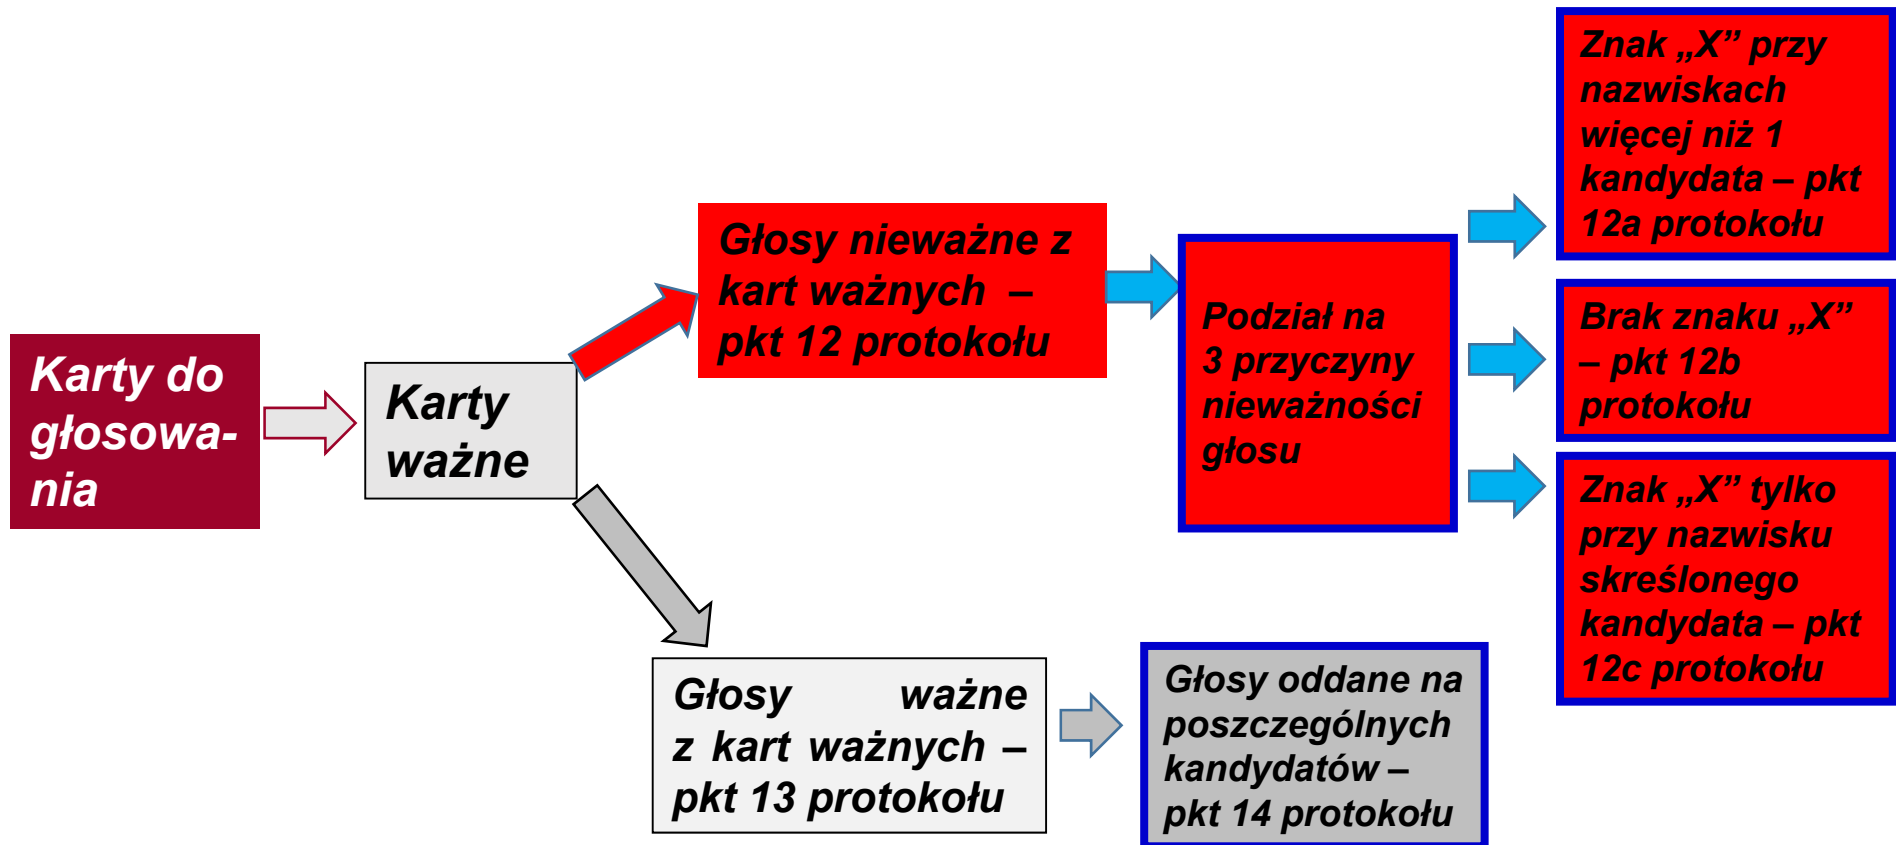 Karty do
głosowa-
nia
Karty
ważne
Głosy nieważne z
kart ważnych –
pkt 12 protokołu
Podział na
3 przyczyny
nieważności
głosu
Znak „X” przy
nazwiskach
więcej niż 1
kandydata – pkt
12a protokołu
Brak znaku „X”
– pkt 12b
protokołu
Znak „X” tylko
przy nazwisku
skreślonego
kandydata – pkt
12c protokołu
Głosy ważne
z kart ważnych –
pkt 13 protokołu
Głosy oddane na
poszczególnych
kandydatów –
pkt 14 protokołu